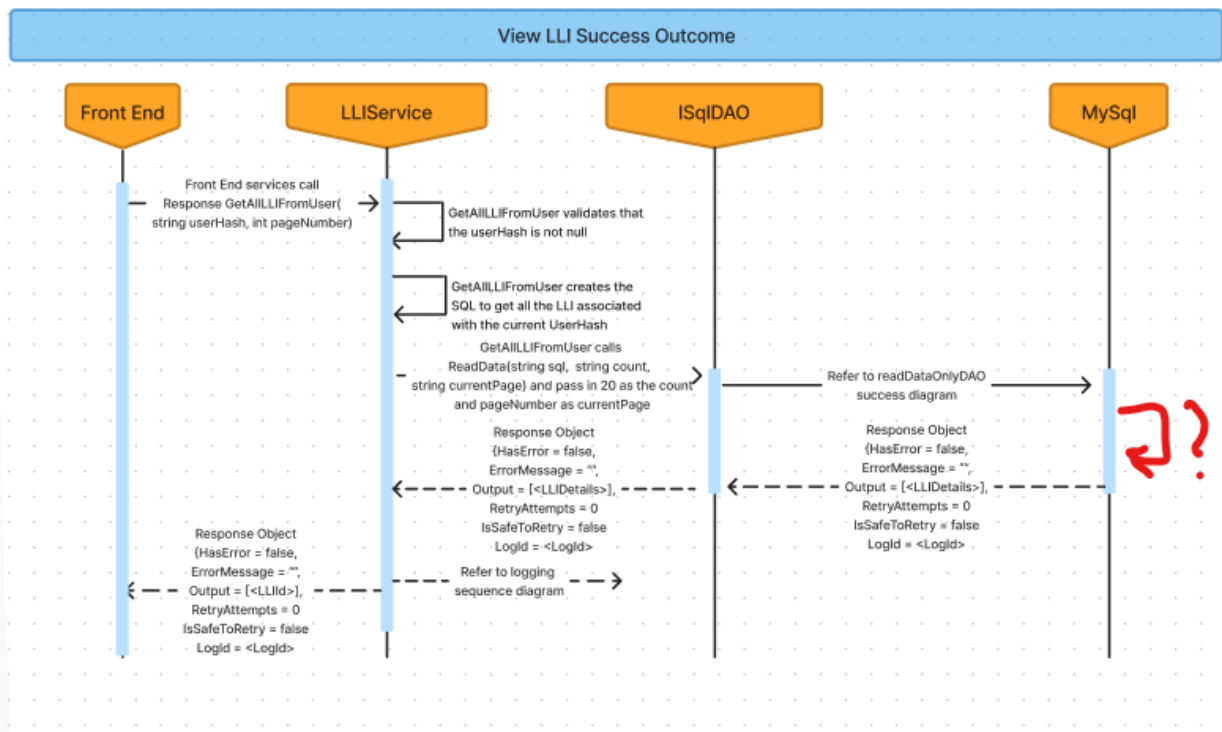 View LLI Success Outcome
Front End
LLIService
ISqlDAO
MySql
Front End services call
Response GetAllLLIFromUser(
string userHash, int pageNumber)
GetAllLLIFromUser validates that
the userHash is not null
GetAllLLIFromUser creates the
SQL to get all the LLI associated
with the current UserHash
GetAllLLIFromUser calls
ReadData(string sql, string count,
string currentPage) and pass in 20 as the count
and pageNumber as currentPage
Refer to readDataOnlyDAO
success diagram
?
Response Object
{HasError = false,
ErrorMessage = "",
Output = [<LLIDetails>],
RetryAttempts = 0
IsSafeToRetry = false
LogId = <LogId>
Response Object
{HasError = false,
ErrorMessage = "",
Output = [<LLIDetails>],
RetryAttempts = 0
IsSafeToRetry = false
LogId = <LogId>
Refer to logging
sequence diagram
Response Object
{HasError = false,
ErrorMessage = "",
Output = [<LLIId>],
RetryAttempts = 0
IsSafeToRetry = false
LogId = <LogId>